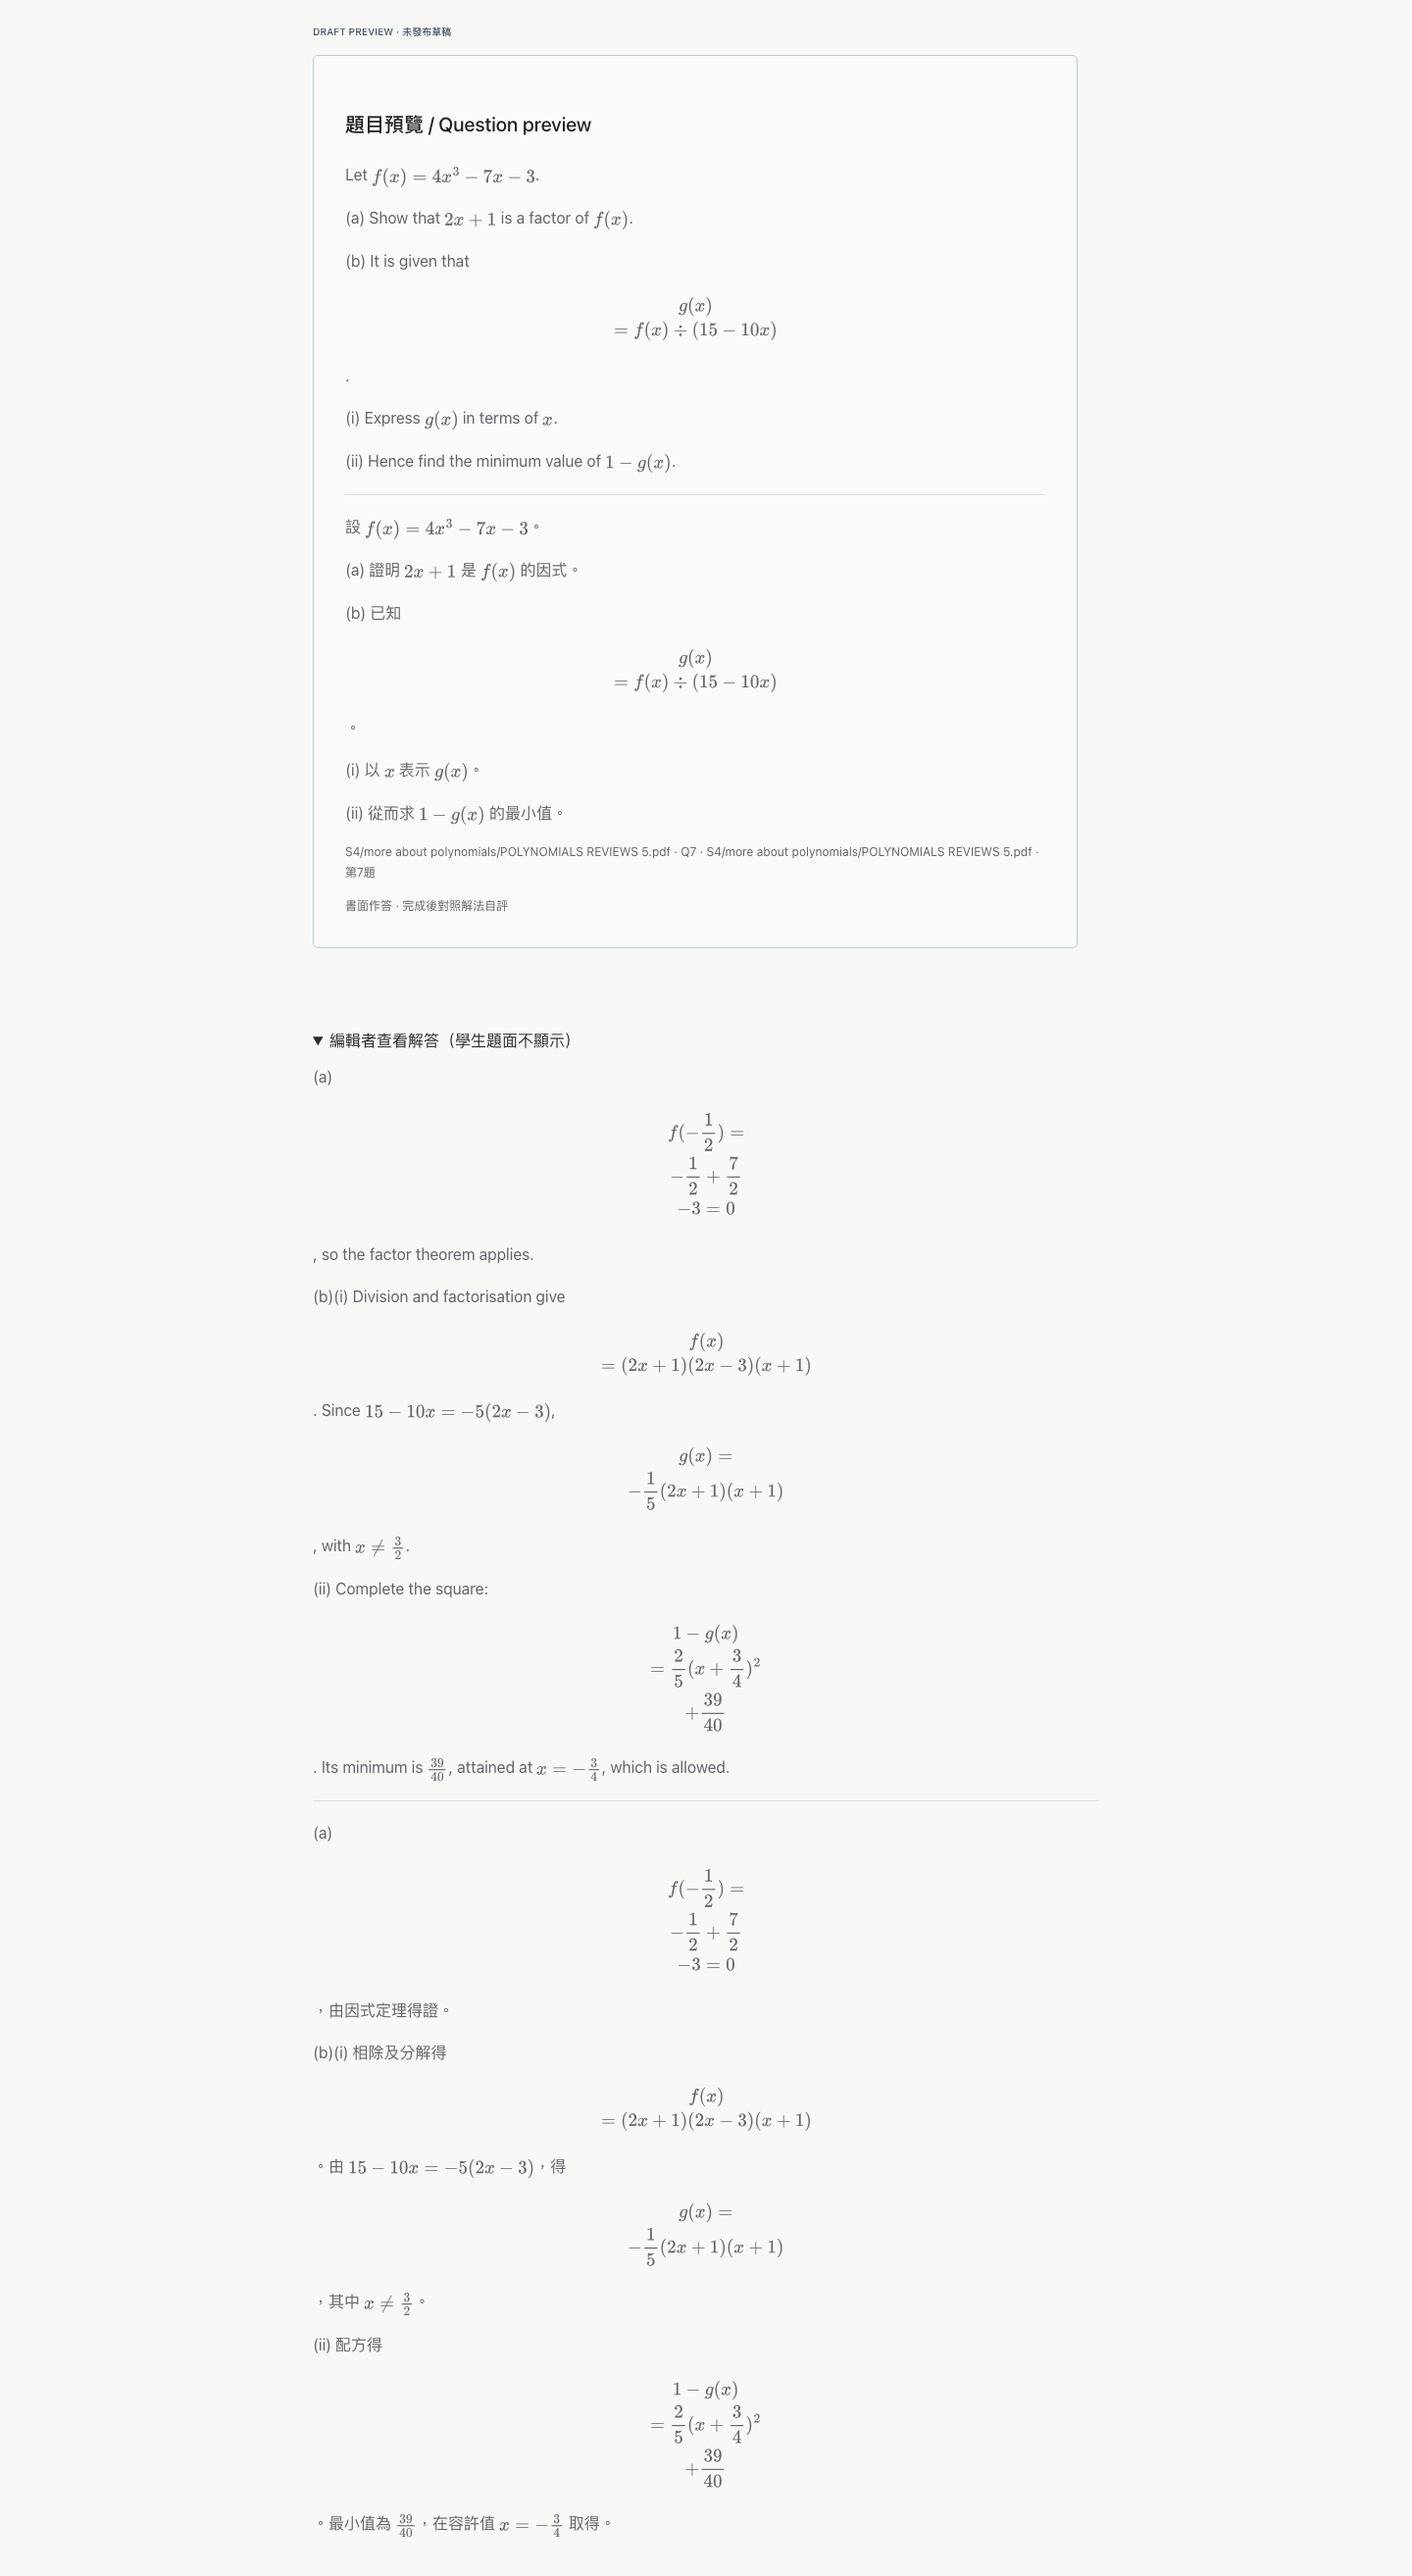 DRAFT PREVIEW · 未發布草稿
題目預覽 / Question preview
Let f(x) = 4x³ − 7x − 3.
(a) Show that 2x + 1 is a factor of f(x).
(b) It is given that
g(x)
= f(x) ÷ (15 − 10x)
.
(i) Express g(x) in terms of x.
(ii) Hence find the minimum value of 1 − g(x).
設 f(x) = 4x³ − 7x − 3。
(a) 證明 2x + 1 是 f(x) 的因式。
(b) 已知
g(x)
= f(x) ÷ (15 − 10x)
。
(i) 以 x 表示 g(x)。
(ii) 從而求 1 − g(x) 的最小值。
S4/more about polynomials/POLYNOMIALS REVIEWS 5.pdf · Q7 · S4/more about polynomials/POLYNOMIALS REVIEWS 5.pdf ·
第7題
書面作答 · 完成後對照解法自評
▼ 編輯者查看解答（學生題面不顯示）
(a)
f(−1/2) =
−1/2 + 7/2
−3 = 0
, so the factor theorem applies.
(b)(i) Division and factorisation give
f(x)
= (2x + 1)(2x − 3)(x + 1)
. Since 15 − 10x = −5(2x − 3),
g(x) =
−1/5(2x + 1)(x + 1)
, with x ≠ 3/2.
(ii) Complete the square:
1 − g(x)
= 2/5(x + 3/4)²
+39/40
. Its minimum is 39/40, attained at x = −3/4, which is allowed.
(a)
f(−1/2) =
−1/2 + 7/2
−3 = 0
，由因式定理得證。
(b)(i) 相除及分解得
f(x)
= (2x + 1)(2x − 3)(x + 1)
。由 15 − 10x = −5(2x − 3)，得
g(x) =
−1/5(2x + 1)(x + 1)
，其中 x ≠ 3/2。
(ii) 配方得
1 − g(x)
= 2/5(x + 3/4)²
+39/40
。最小值為 39/40，在容許值 x = −3/4 取得。